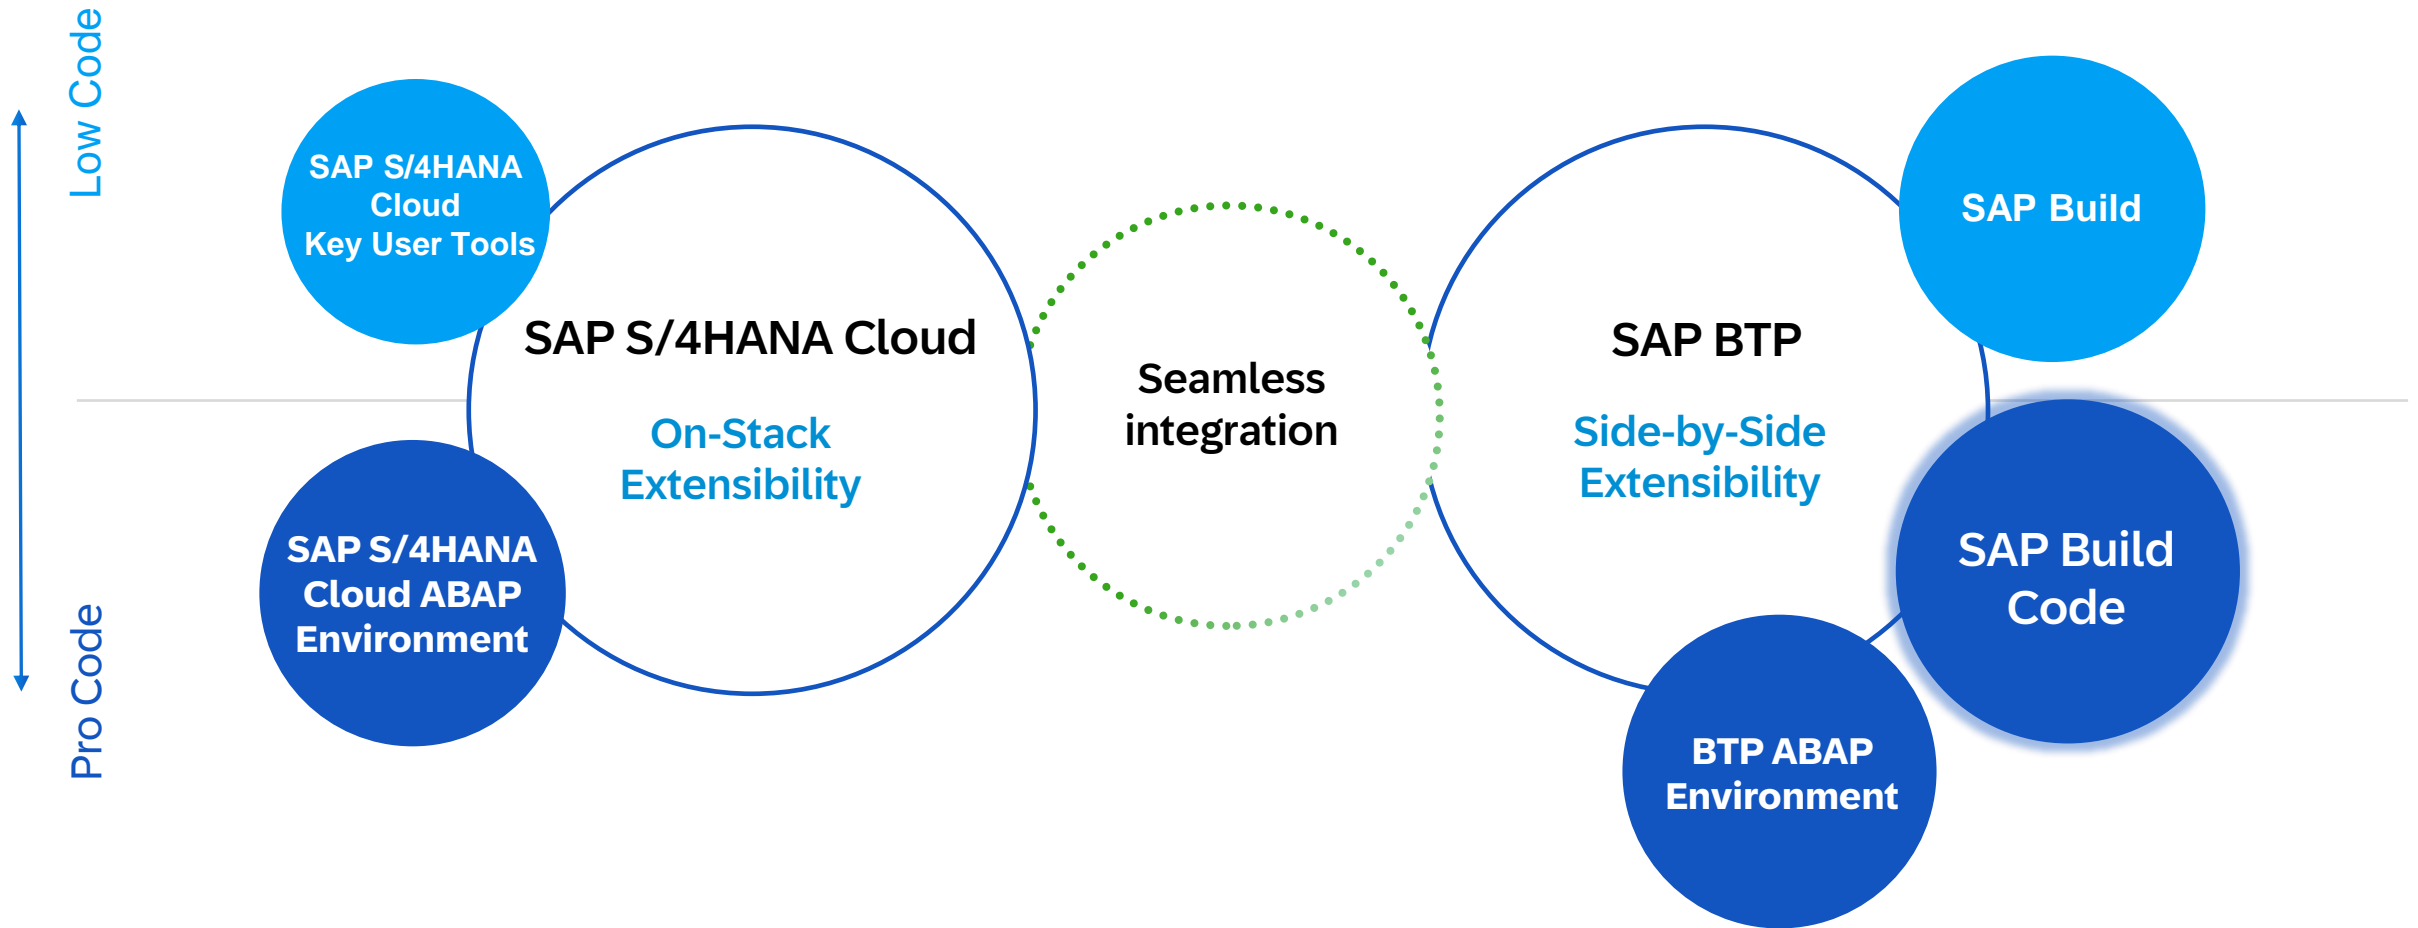 Low Code
Pro Code
SAP S/4HANA
Cloud
Key User Tools
SAP S/4HANA
Cloud ABAP
Environment
SAP S/4HANA Cloud
On-Stack
Extensibility
Seamless
integration
SAP BTP
Side-by-Side
Extensibility
SAP Build
SAP Build
Code
BTP ABAP
Environment